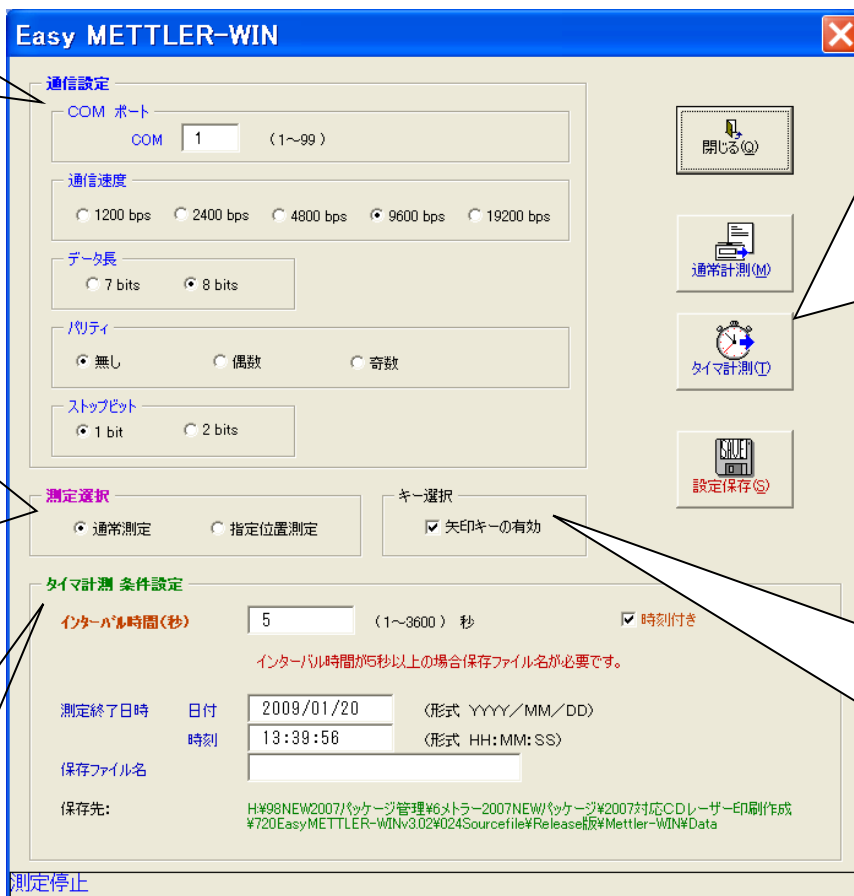 Easy METTLER-WIN
通信設定
COM ポート
COM 1 (1～99)
通信速度
1200 bps 2400 bps 4800 bps 9600 bps 19200 bps
データ長
7 bits 8 bits
パリティ
無し 偶数 奇数
ストップビット
1 bit 2 bits
閉じる(Q)
通常計測(M)
タイマ計測(T)
SAVE!
設定保存(S)
測定選択
通常測定 指定位置測定
キー選択
矢印キーの有効
タイマ計測 条件設定
インターバル時間(秒) 5 (1～3600) 秒 時刻付き
インターバル時間が5秒以上の場合保存ファイル名が必要です。
測定終了日時 日付 2009/01/20 (形式 YYYY／MM／DD)
時刻 13:39:56 (形式 HH:MM:SS)
保存ファイル名
保存先: H:¥98NEW2007/パッケージ管理¥6メトラー2007NEW/パッケージ¥2007対応CDレーザー印刷作成
¥720EasyMETTLER-WINv3.02¥024Sourcefile¥Release版¥Mettler-WIN¥Data
測定停止